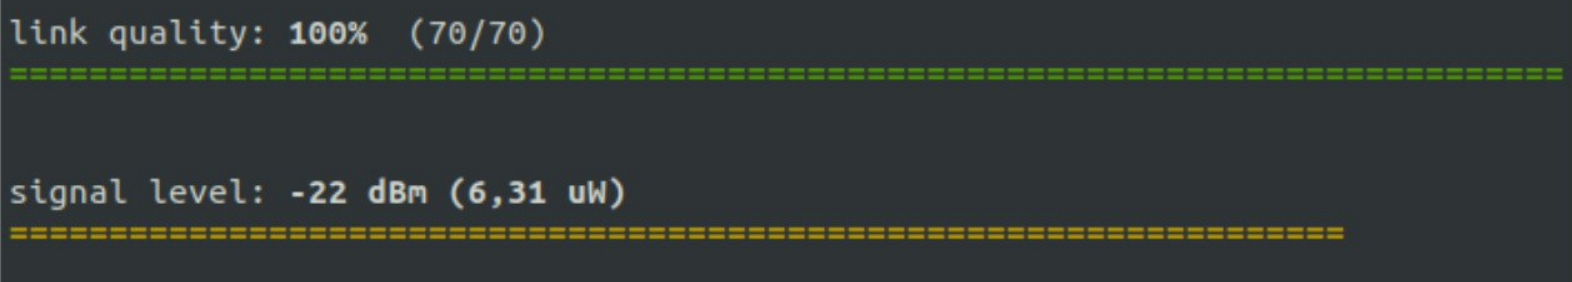 link quality: 100% (70/70)
==============================================================================
signal level: -22 dBm (6,31 uW)
===================================================================